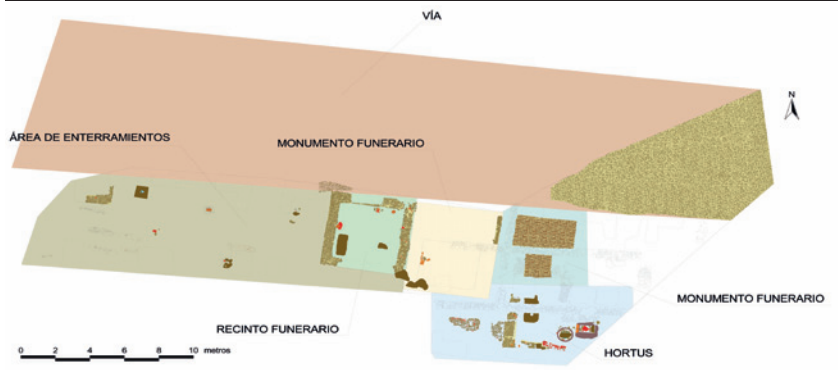 VÍA
N
ÁREA DE ENTERRAMIENTOS
MONUMENTO FUNERARIO
MONUMENTO FUNERARIO
RECINTO FUNERARIO
HORTUS
0 2 4 6 8 10 metros